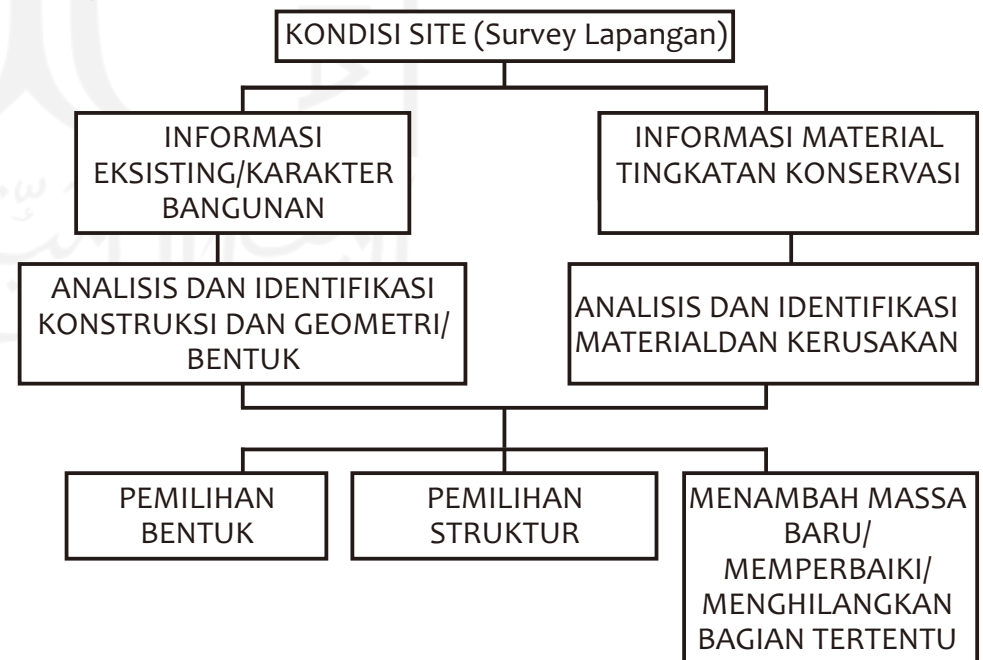 KONDISI SITE (Survey Lapangan)
INFORMASI
EKSISTING/KARAKTER
BANGUNAN
INFORMASI MATERIAL
TINGKATAN KONSERVASI
ANALISIS DAN IDENTIFIKASI
KONSTRUKSI DAN GEOMETRI/
BENTUK
ANALISIS DAN IDENTIFIKASI
MATERIALDAN KERUSAKAN
PEMILIHAN
BENTUK
PEMILIHAN
STRUKTUR
MENAMBAH MASSA
BARU/
MEMPERBAIKI/
MENGHILANGKAN
BAGIAN TERTENTU